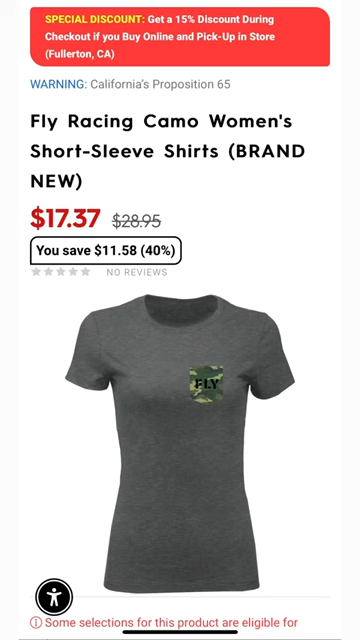 SPECIAL DISCOUNT: Get a 15% Discount During
Checkout if you Buy Online and Pick-Up in Store
(Fullerton, CA)
WARNING: California's Proposition 65
Fly Racing Camo Women's
Short-Sleeve Shirts (BRAND
NEW)
$17.37 $28.95
You save $11.58 (40%)
NO REVIEWS
FLY
Some selections for this product are eligible for